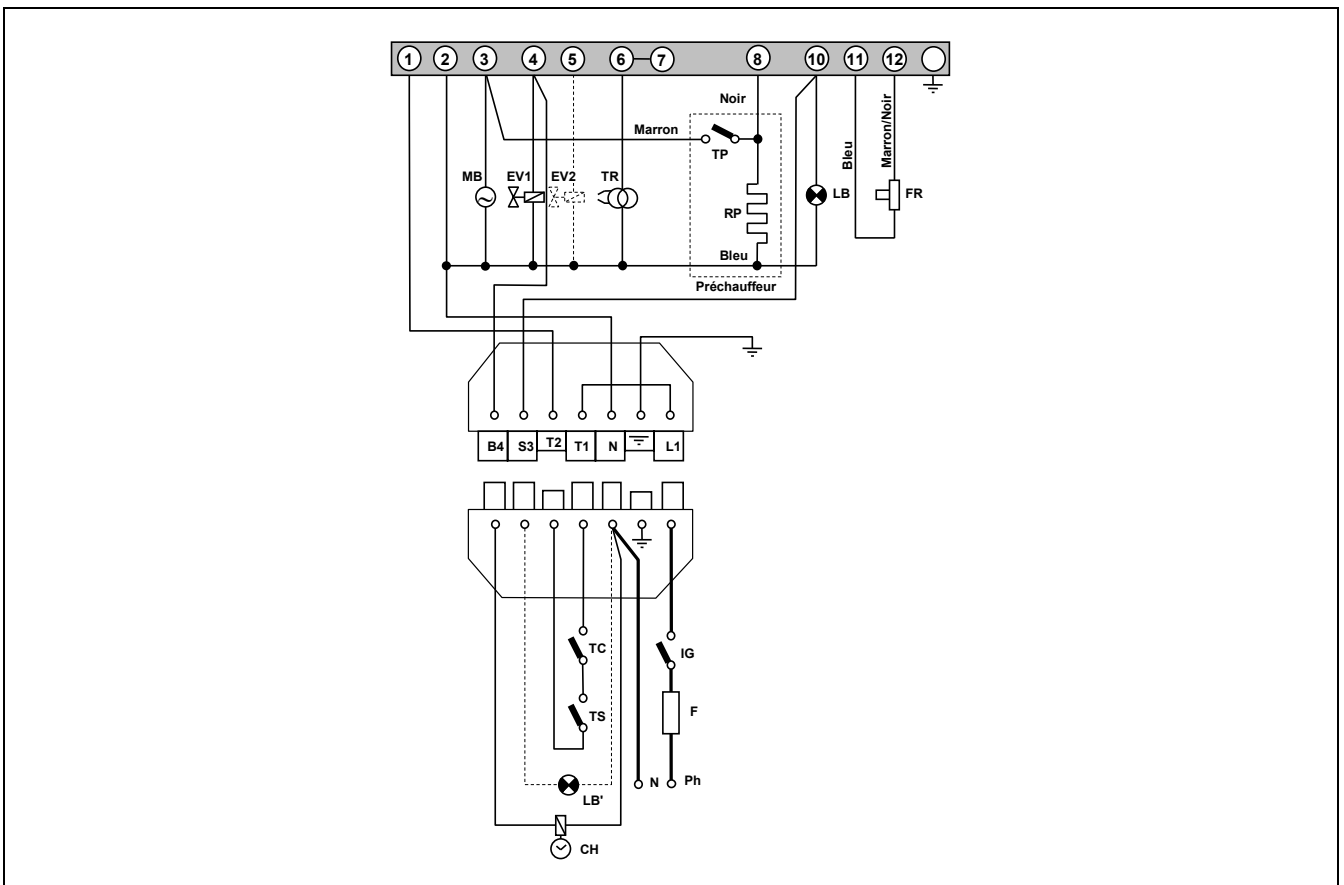 1 2 3 4 5 6 7 8 10 11 12
Noir
Marron
TP
Bleu
Marron/Noir
MB EV1 EV2 TR
LB
FR
RP
Bleu
Préchauffeur
B4 S3 T2 T1 N L1
TC
IG
TS
F
N Ph
LB'
CH